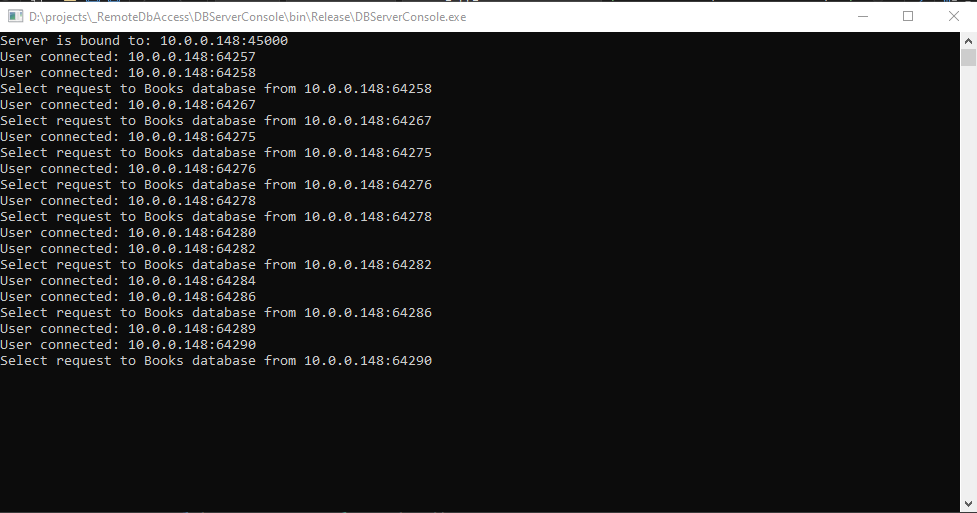 D:\projects\_RemoteDbAccess\DBServerConsole\bin\Release\DBServerConsole.exe
Server is bound to: 10.0.0.148:45000
User connected: 10.0.0.148:64257
User connected: 10.0.0.148:64258
Select request to Books database from 10.0.0.148:64258
User connected: 10.0.0.148:64267
Select request to Books database from 10.0.0.148:64267
User connected: 10.0.0.148:64275
Select request to Books database from 10.0.0.148:64275
User connected: 10.0.0.148:64276
Select request to Books database from 10.0.0.148:64276
User connected: 10.0.0.148:64278
Select request to Books database from 10.0.0.148:64278
User connected: 10.0.0.148:64280
User connected: 10.0.0.148:64282
Select request to Books database from 10.0.0.148:64282
User connected: 10.0.0.148:64284
User connected: 10.0.0.148:64286
Select request to Books database from 10.0.0.148:64286
User connected: 10.0.0.148:64289
User connected: 10.0.0.148:64290
Select request to Books database from 10.0.0.148:64290